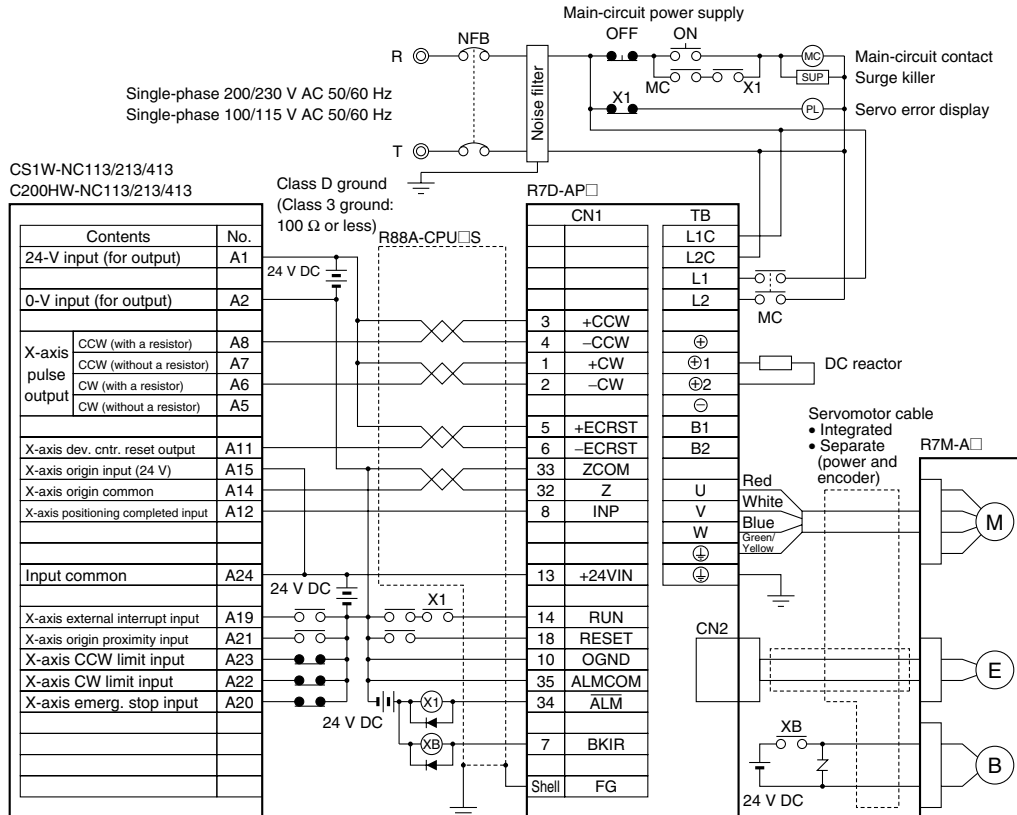 Main-circuit power supply
OFF
ON
NFB
R
MC
Main-circuit contact
SUP
Surge killer
MC
X1
X1
PL
Servo error display
Noise filter
Single-phase 200/230 V AC 50/60 Hz
Single-phase 100/115 V AC 50/60 Hz
T
CS1W-NC113/213/413
C200HW-NC113/213/413
Class D ground
(Class 3 ground:
100 Ω or less)
R88A-CPU□S
R7D-AP□
CN1
TB
Contents
No.
L1C
24-V input (for output)
A1
24 V DC
L2C
L1
0-V input (for output)
A2
L2
MC
3
+CCW
X-axis
pulse
output
CCW (with a resistor)
A8
4
−CCW
⊕
CCW (without a resistor)
A7
1
+CW
⊕1
DC reactor
CW (with a resistor)
A6
2
−CW
⊕2
CW (without a resistor)
A5
⊖
5
+ECRST
B1
X-axis dev. cntr. reset output
A11
6
−ECRST
B2
X-axis origin input (24 V)
A15
33
ZCOM
X-axis origin common
A14
32
Z
U
X-axis positioning completed input
A12
8
INP
V
W
Servomotor cable
• Integrated
• Separate
(power and
encoder)
R7M-A□
Red
White
Blue
Green/
Yellow
M
Input common
A24
24 V DC
13
+24VIN
X-axis external interrupt input
A19
X1
14
RUN
X-axis origin proximity input
A21
18
RESET
CN2
X-axis CCW limit input
A23
10
OGND
E
X-axis CW limit input
A22
35
ALMCOM
X-axis emerg. stop input
A20
24 V DC
X1
34
ALM
XB
7
BKIR
XB
B
24 V DC
Shell
FG